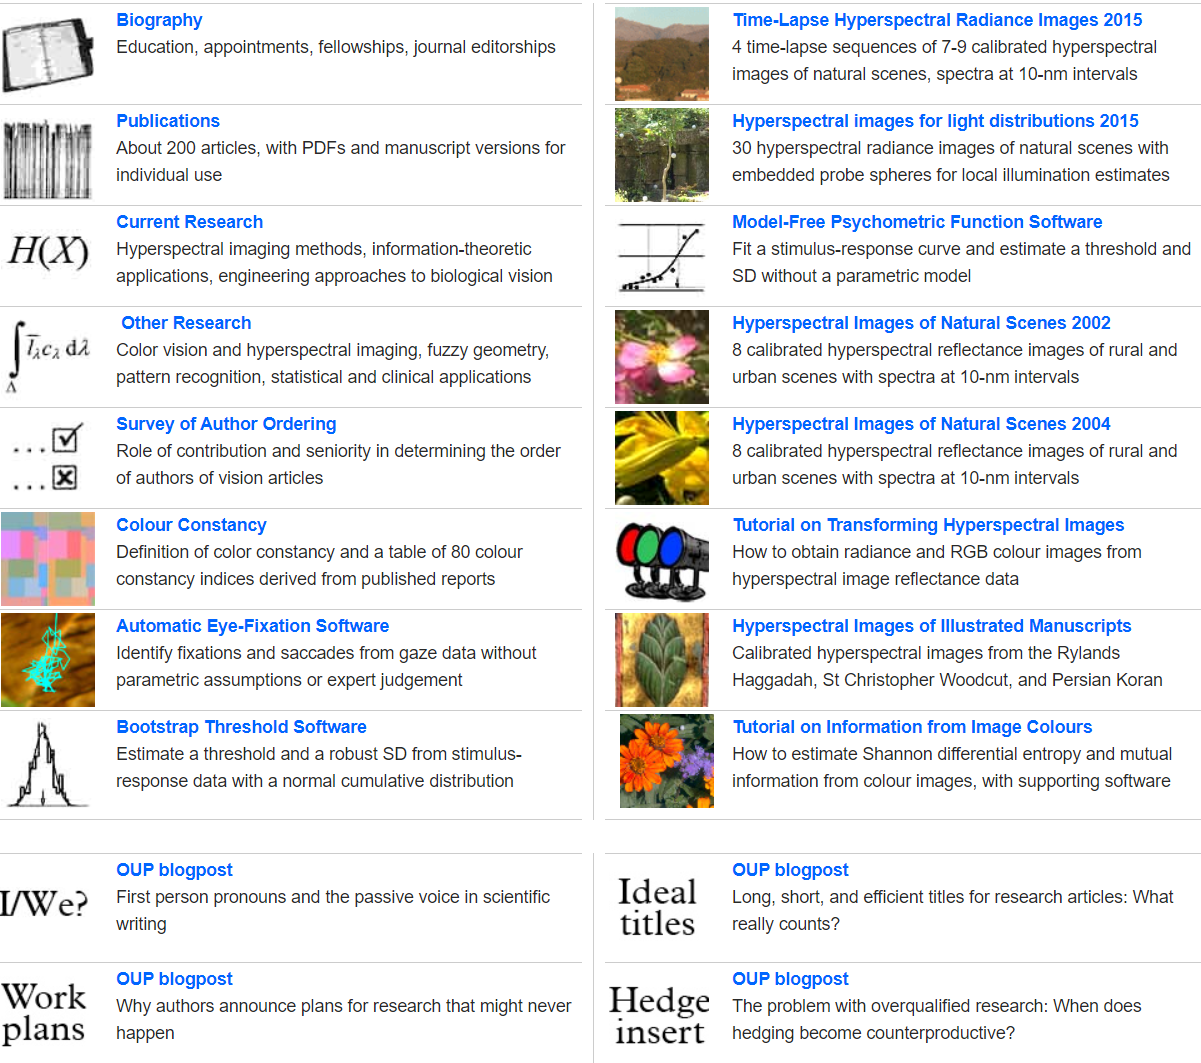 Biography
Education, appointments, fellowships, journal editorships
Publications
About 200 articles, with PDFs and manuscript versions for
individual use
H(X)
Current Research
Hyperspectral imaging methods, information-theoretic
applications, engineering approaches to biological vision
∫ l̅λ cλ dλ
Λ
Other Research
Color vision and hyperspectral imaging, fuzzy geometry,
pattern recognition, statistical and clinical applications
...
...
Survey of Author Ordering
Role of contribution and seniority in determining the order
of authors of vision articles
Colour Constancy
Definition of color constancy and a table of 80 colour
constancy indices derived from published reports
Automatic Eye-Fixation Software
Identify fixations and saccades from gaze data without
parametric assumptions or expert judgement
Bootstrap Threshold Software
Estimate a threshold and a robust SD from stimulus-
response data with a normal cumulative distribution
Time-Lapse Hyperspectral Radiance Images 2015
4 time-lapse sequences of 7-9 calibrated hyperspectral
images of natural scenes, spectra at 10-nm intervals
Hyperspectral images for light distributions 2015
30 hyperspectral radiance images of natural scenes with
embedded probe spheres for local illumination estimates
Model-Free Psychometric Function Software
Fit a stimulus-response curve and estimate a threshold and
SD without a parametric model
Hyperspectral Images of Natural Scenes 2002
8 calibrated hyperspectral reflectance images of rural and
urban scenes with spectra at 10-nm intervals
Hyperspectral Images of Natural Scenes 2004
8 calibrated hyperspectral reflectance images of rural and
urban scenes with spectra at 10-nm intervals
Tutorial on Transforming Hyperspectral Images
How to obtain radiance and RGB colour images from
hyperspectral image reflectance data
Hyperspectral Images of Illustrated Manuscripts
Calibrated hyperspectral images from the Rylands
Haggadah, St Christopher Woodcut, and Persian Koran
Tutorial on Information from Image Colours
How to estimate Shannon differential entropy and mutual
information from colour images, with supporting software
I/We?
OUP blogpost
First person pronouns and the passive voice in scientific
writing
Work
plans
OUP blogpost
Why authors announce plans for research that might never
happen
Ideal
titles
OUP blogpost
Long, short, and efficient titles for research articles: What
really counts?
Hedge
insert
OUP blogpost
The problem with overqualified research: When does
hedging become counterproductive?